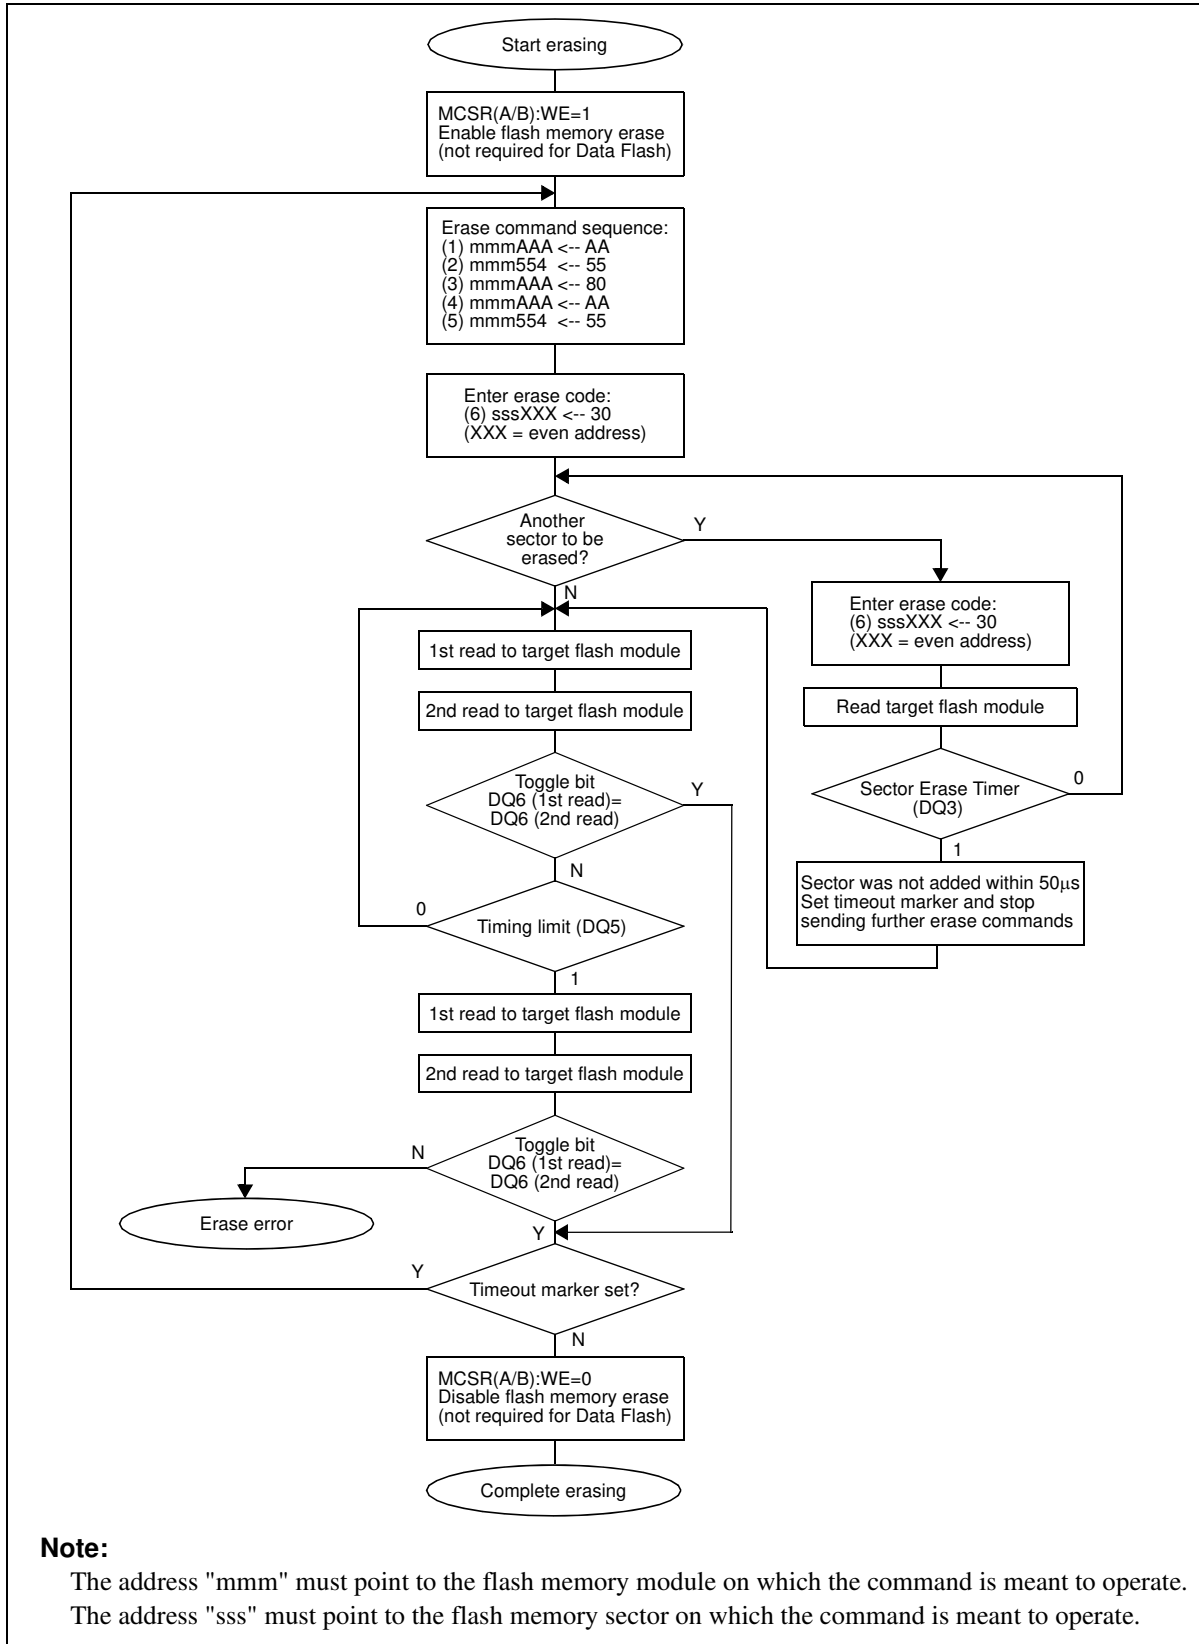 Start erasing
MCSR(A/B):WE=1
Enable flash memory erase
(not required for Data Flash)
Erase command sequence:
(1) mmmAAA <-- AA
(2) mmm554 <-- 55
(3) mmmAAA <-- 80
(4) mmmAAA <-- AA
(5) mmm554 <-- 55
Enter erase code:
(6) sssXXX <-- 30
(XXX = even address)
Another
sector to be
erased?
Y
N
Enter erase code:
(6) sssXXX <-- 30
(XXX = even address)
Read target flash module
Sector Erase Timer
(DQ3)
0
1
Sector was not added within 50µs
Set timeout marker and stop
sending further erase commands
1st read to target flash module
2nd read to target flash module
Toggle bit
DQ6 (1st read)=
DQ6 (2nd read)
Y
N
Timing limit (DQ5)
0
1
1st read to target flash module
2nd read to target flash module
Toggle bit
DQ6 (1st read)=
DQ6 (2nd read)
N
Erase error
Y
Timeout marker set?
Y
N
MCSR(A/B):WE=0
Disable flash memory erase
(not required for Data Flash)
Complete erasing
Note:
The address "mmm" must point to the flash memory module on which the command is meant to operate.
The address "sss" must point to the flash memory sector on which the command is meant to operate.